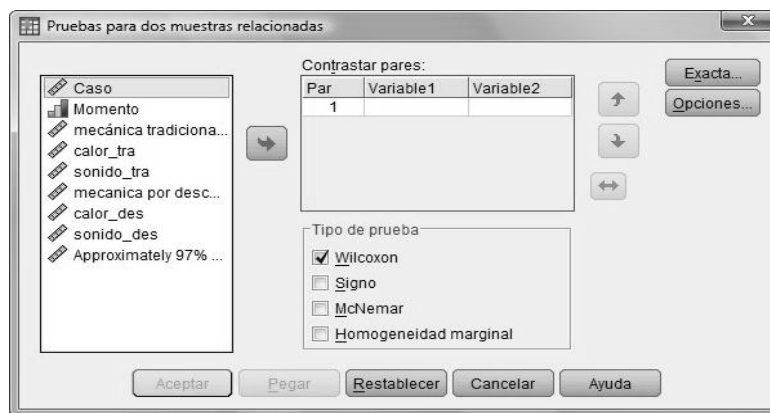 Pruebas para dos muestras relacionadas
Caso
Momento
mecánica tradiciona...
calor_tra
sonido_tra
mecanica por desc...
calor_des
sonido_des
Approximately 97% ...
Contrastar pares:
Par Variable1 Variable2
1
Exacta...
Opciones...
Tipo de prueba
Wilcoxon
Signo
McNemar
Homogeneidad marginal
Aceptar Pegar Restablecer Cancelar Ayuda